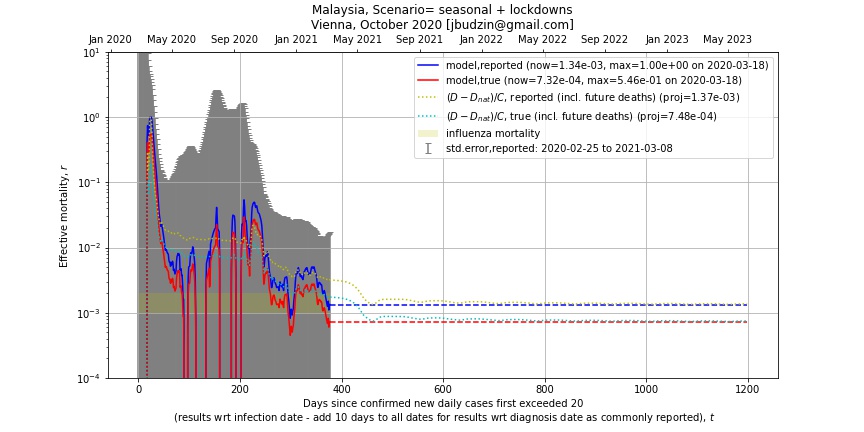 Malaysia, Scenario= seasonal + lockdowns
Vienna, October 2020 [jbudzin@gmail.com]
Jan 2020 May 2020 Sep 2020 Jan 2021 May 2021 Sep 2021 Jan 2022 May 2022 Sep 2022 Jan 2023 May 2023
10¹
10⁰
10⁻¹
10⁻²
10⁻³
10⁻⁴
Effective mortality, r
model,reported (now=1.34e-03, max=1.00e+00 on 2020-03-18)
model,true (now=7.32e-04, max=5.46e-01 on 2020-03-18)
(D − Dnat)/C, reported (incl. future deaths) (proj=1.37e-03)
(D − Dnat)/C, true (incl. future deaths) (proj=7.48e-04)
influenza mortality
std.error,reported: 2020-02-25 to 2021-03-08
0 200 400 600 800 1000 1200
Days since confirmed new daily cases first exceeded 20
(results wrt infection date - add 10 days to all dates for results wrt diagnosis date as commonly reported), t